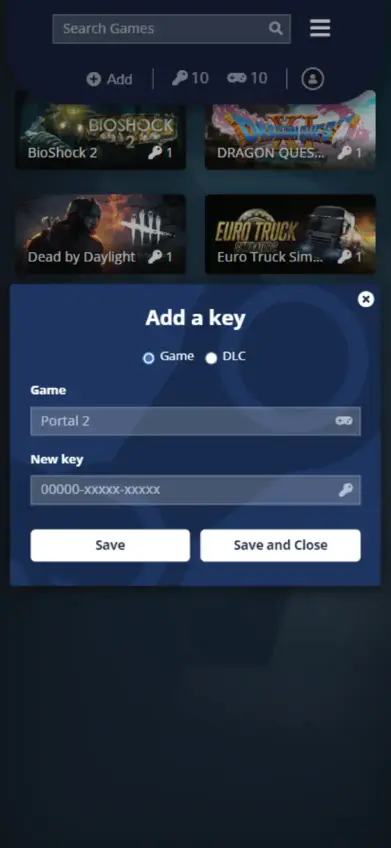 Search Games
Add
10
10
BIOSHOCK 2
BioShock 2
1
DRAGON QUEST XI
DRAGON QUES...
1
Dead by Daylight
1
EURO TRUCK
SIMULATOR
Euro Truck Sim...
1
Add a key
Game
DLC
Game
Portal 2
New key
00000-xxxxx-xxxxx
Save
Save and Close